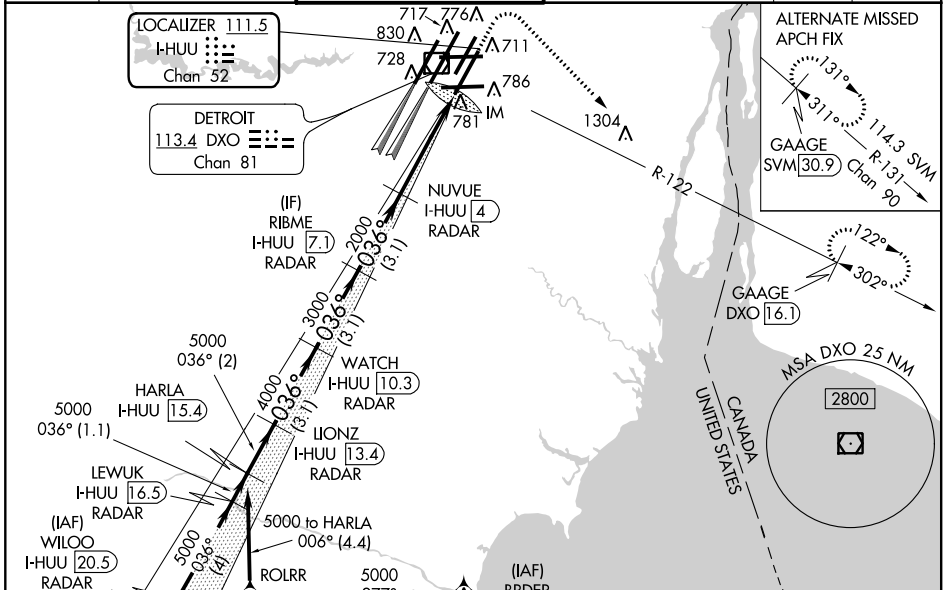 LOCALIZER 111.5
I-HUU
Chan 52
717
776
830
711
728
786
781
IM
1304
DETROIT
113.4 DXO
Chan 81
ALTERNATE MISSED
APCH FIX
131°
311°
GAAGE
SVM 30.9
114.3 SVM
Chan 90
R-131
R-122
NUVUE
I-HUU 4
RADAR
(IF)
RIBME
I-HUU 7.1
RADAR
2000
036°
(3.1)
122°
302°
GAAGE
DXO 16.1
3000
036°
(3.1)
5000
036° (2)
WATCH
I-HUU 10.3
RADAR
MSA DXO 25 NM
2800
HARLA
I-HUU 15.4
4000
036°
(3.1)
5000
036° (1.1)
LIONZ
I-HUU 13.4
RADAR
CANADA
UNITED STATES
LEWUK
I-HUU 16.5
RADAR
(IAF)
WILOO
I-HUU 20.5
RADAR
5000
036°
(4)
5000 to HARLA
006° (4.4)
ROLRR
5000
(IAF)